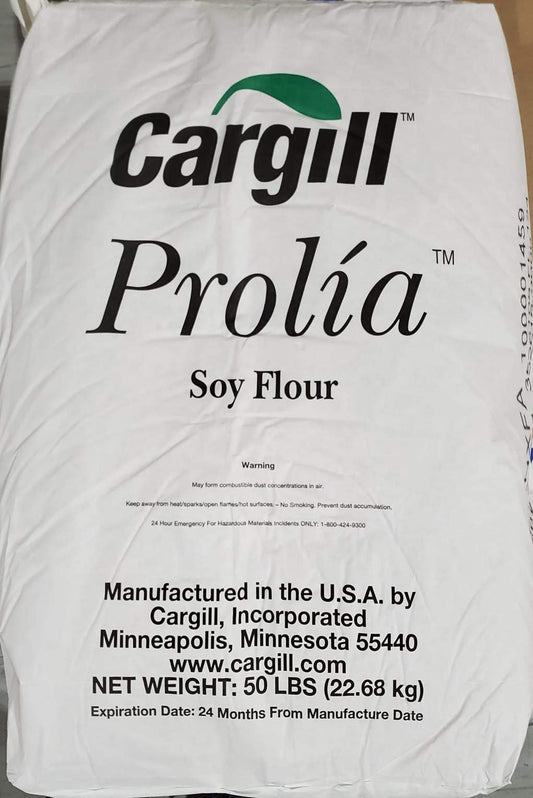 Cargill™
Prolía™
Soy Flour
Warning
May form combustible dust concentrations in air.
Keep away from heat/sparks/open flames/hot surfaces. – No Smoking. Prevent dust accumulation.
24 Hour Emergency For Hazardous Materials Incidents ONLY: 1-800-424-9300
Manufactured in the U.S.A. by
Cargill, Incorporated
Minneapolis, Minnesota 55440
www.cargill.com
NET WEIGHT: 50 LBS (22.68 kg)
Expiration Date: 24 Months From Manufacture Date
1000001459